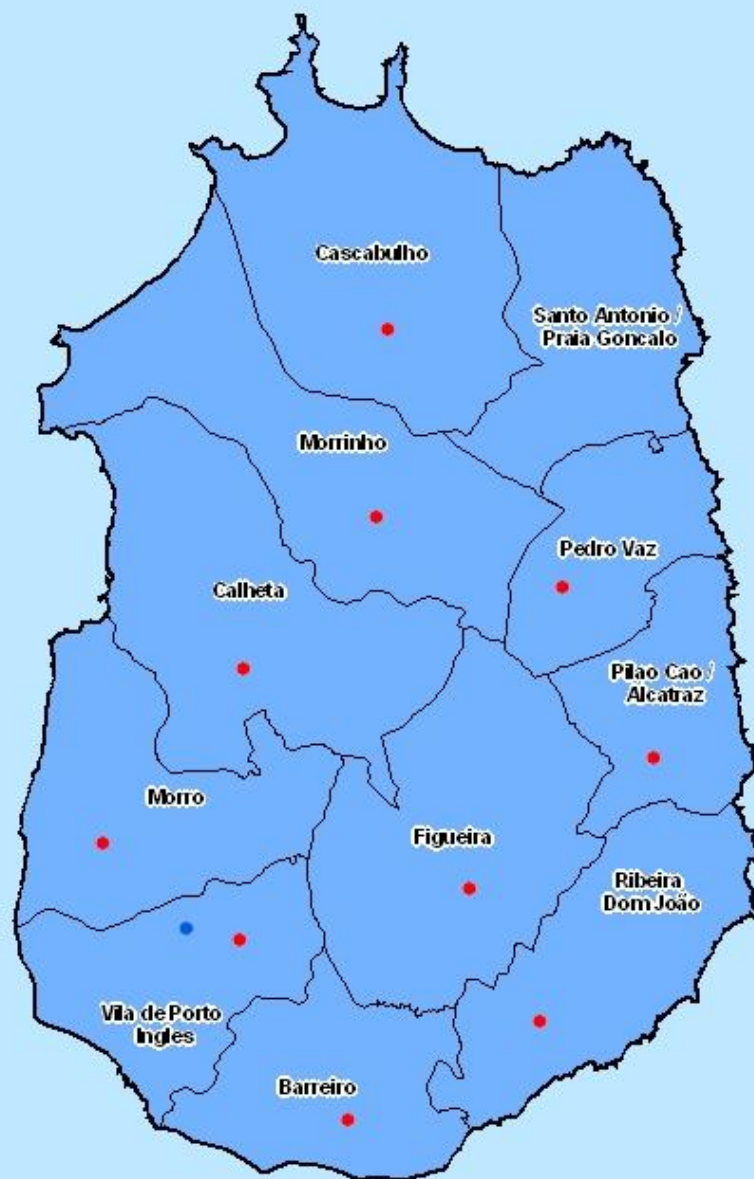 Cascabulho
Santo Antonio /
Praia Goncalo
Morrinho
Pedro Vaz
Calheta
Pilao Cao /
Alcatraz
Morro
Figueira
Ribeira
Dom João
Vila de Porto
Ingles
Barreiro